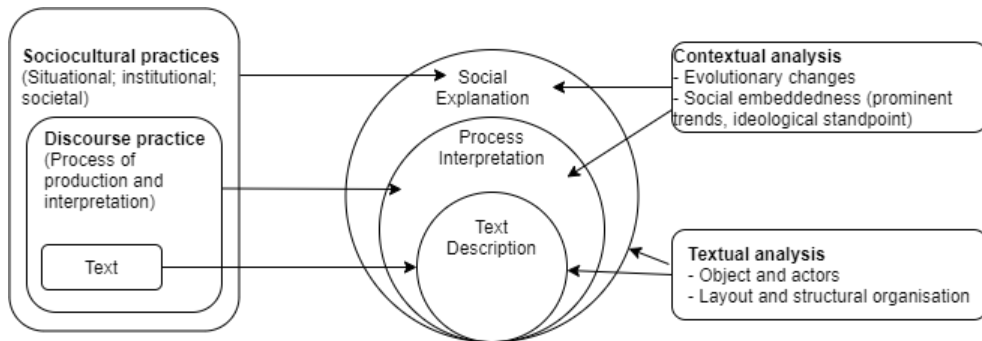 Sociocultural practices
(Situational; institutional;
societal)
Discourse practice
(Process of
production and
interpretation)
Text
Social
Explanation
Process
Interpretation
Text
Description
Contextual analysis
- Evolutionary changes
- Social embeddedness (prominent
trends, ideological standpoint)
Textual analysis
- Object and actors
- Layout and structural organisation